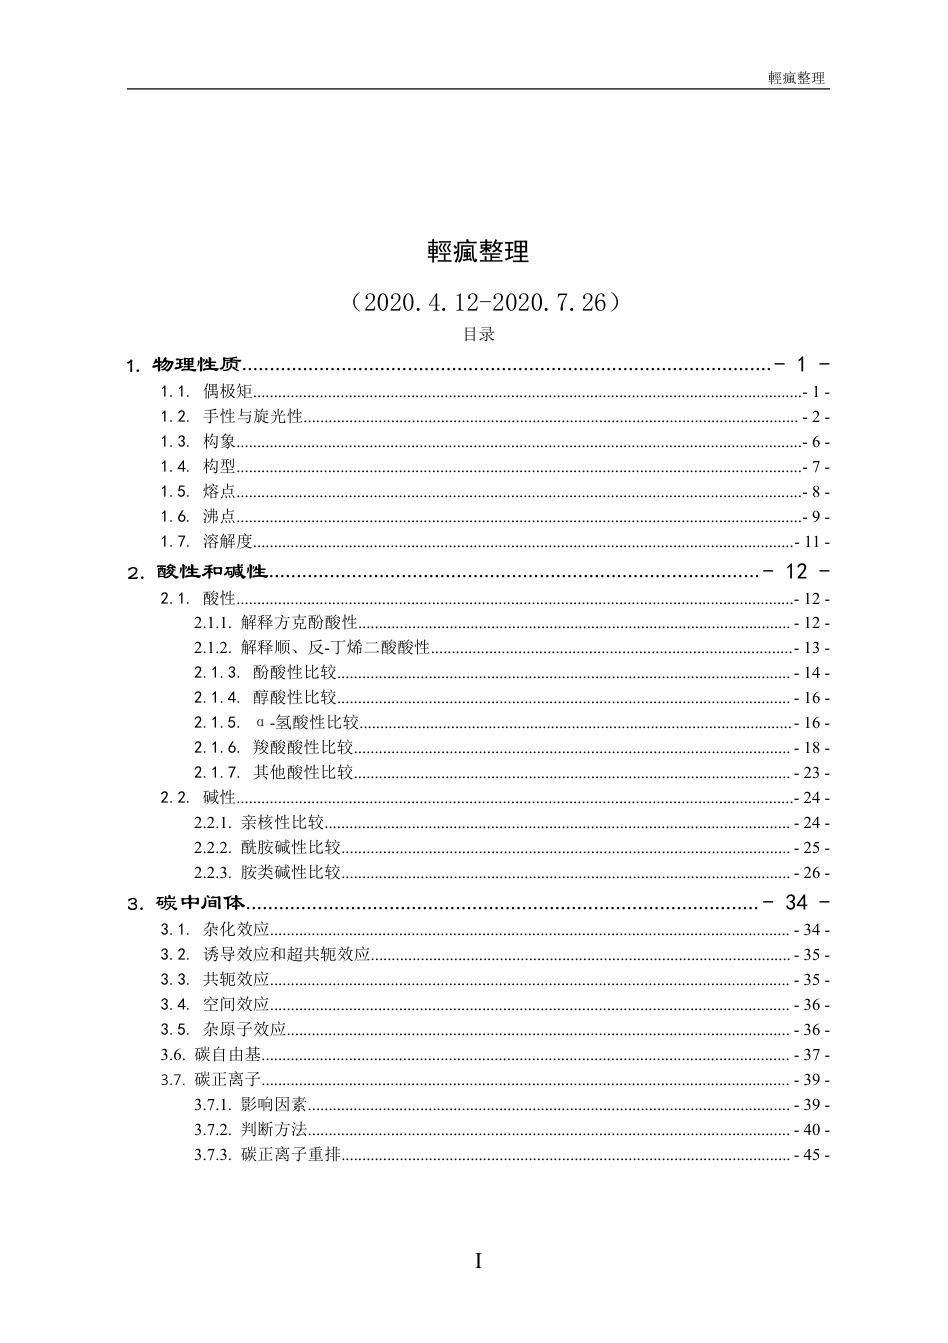 輕瘋整理
輕瘋整理
（2020.4.12-2020.7.26）
目录
1. 物理性质 - 1 -
1.1. 偶极矩 - 1 -
1.2. 手性与旋光性 - 2 -
1.3. 构象 - 6 -
1.4. 构型 - 7 -
1.5. 熔点 - 8 -
1.6. 沸点 - 9 -
1.7. 溶解度 - 11 -
2. 酸性和碱性 - 12 -
2.1. 酸性 - 12 -
2.1.1. 解释方克酚酸性 - 12 -
2.1.2. 解释顺、反-丁烯二酸酸性 - 13 -
2.1.3. 酚酸性比较 - 14 -
2.1.4. 醇酸性比较 - 16 -
2.1.5. α-氢酸性比较 - 16 -
2.1.6. 羧酸酸性比较 - 18 -
2.1.7. 其他酸性比较 - 23 -
2.2. 碱性 - 24 -
2.2.1. 亲核性比较 - 24 -
2.2.2. 酰胺碱性比较 - 25 -
2.2.3. 胺类碱性比较 - 26 -
3. 碳中间体 - 34 -
3.1. 杂化效应 - 34 -
3.2. 诱导效应和超共轭效应 - 35 -
3.3. 共轭效应 - 35 -
3.4. 空间效应 - 36 -
3.5. 杂原子效应 - 36 -
3.6. 碳自由基 - 37 -
3.7. 碳正离子 - 39 -
3.7.1. 影响因素 - 39 -
3.7.2. 判断方法 - 40 -
3.7.3. 碳正离子重排 - 45 -
I